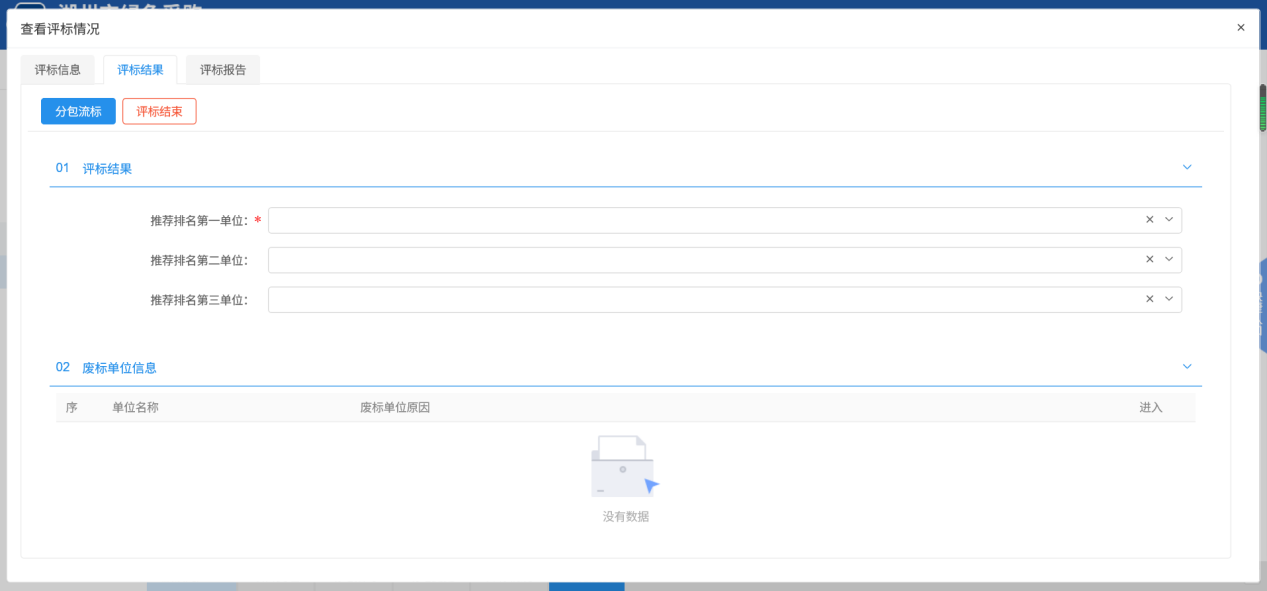 查看评标情况
评标信息 评标结果 评标报告
分包流标 评标结束
01 评标结果
推荐排名第一单位：*
推荐排名第二单位：
推荐排名第三单位：
02 废标单位信息
序 单位名称 废标单位原因 进入
没有数据